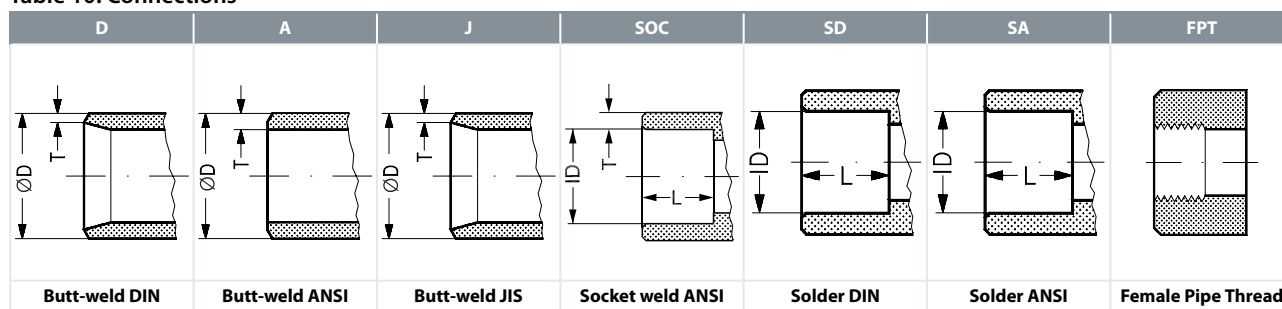 Table 10: Connections
D A J SOC SD SA FPT
ØD T
ØD T
ØD T
ID T L
ID L
ID L
Butt-weld DIN Butt-weld ANSI Butt-weld JIS Socket weld ANSI Solder DIN Solder ANSI Female Pipe Thread